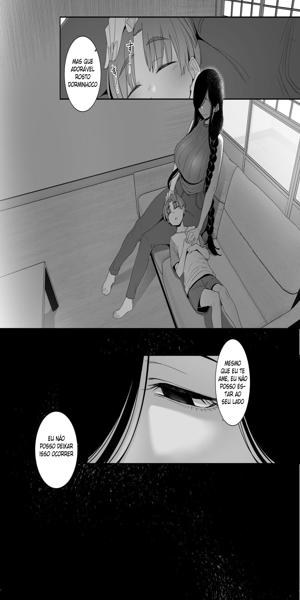 MAS QUE
ADORÁVEL
ROSTO
DORMINHOCO
MESMO
QUE EU TE
AME, EU NÃO
POSSO ES-
TAR AO
SEU LADO
EU NÃO
POSSO DEIXAR
ISSO OCORRER